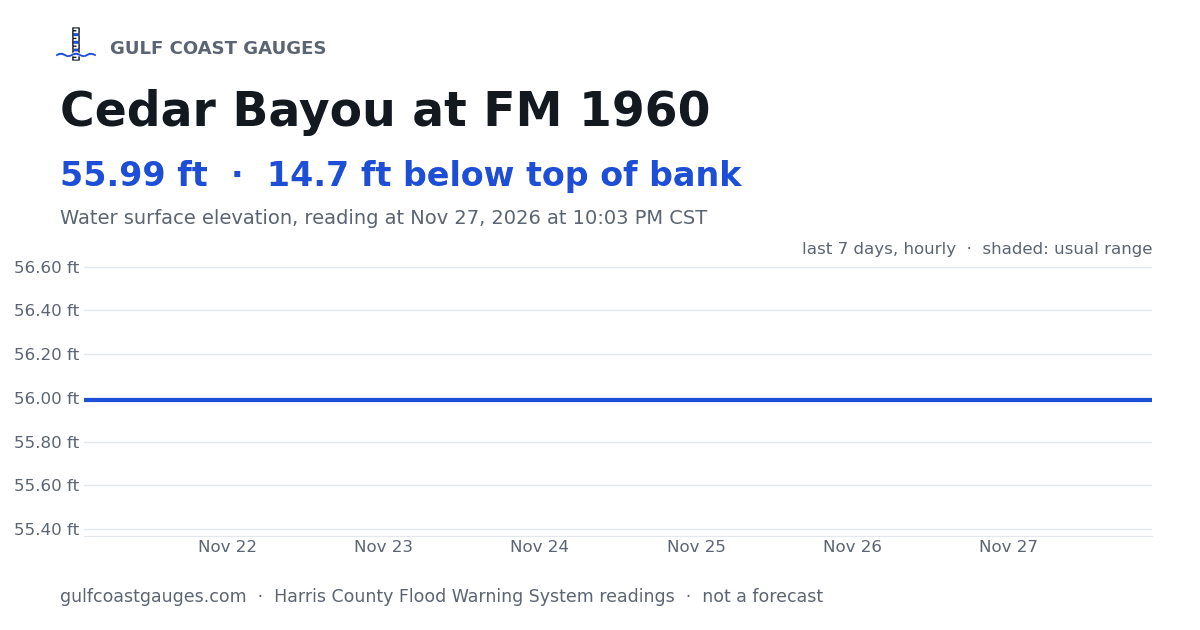 GULF COAST GAUGES
Cedar Bayou at FM 1960
55.99 ft · 14.7 ft below top of bank
Water surface elevation, reading at Nov 27, 2026 at 10:03 PM CST
last 7 days, hourly · shaded: usual range
56.60 ft
56.40 ft
56.20 ft
56.00 ft
55.80 ft
55.60 ft
55.40 ft
Nov 22 Nov 23 Nov 24 Nov 25 Nov 26 Nov 27
gulfcoastgauges.com · Harris County Flood Warning System readings · not a forecast